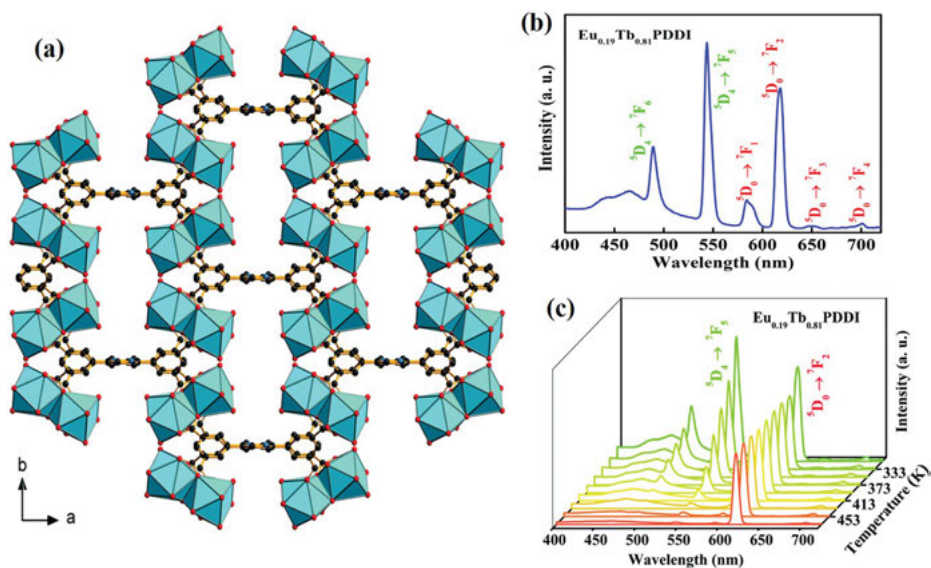 (a)
b
a
(b)
Eu0.19Tb0.81PDDI
⁵D₄→⁷F₆
⁵D₄→⁷F₅
⁵D₀→⁷F₁
⁵D₀→⁷F₂
⁵D₀→⁷F₃
⁵D₀→⁷F₄
Intensity (a. u.)
400 450 500 550 600 650 700
Wavelength (nm)
(c)
Eu0.19Tb0.81PDDI
⁵D₄→⁷F₅
⁵D₀→⁷F₂
Intensity (a. u.)
333
373
413
453
Temperature (K)
400 450 500 550 600 650 700
Wavelength (nm)